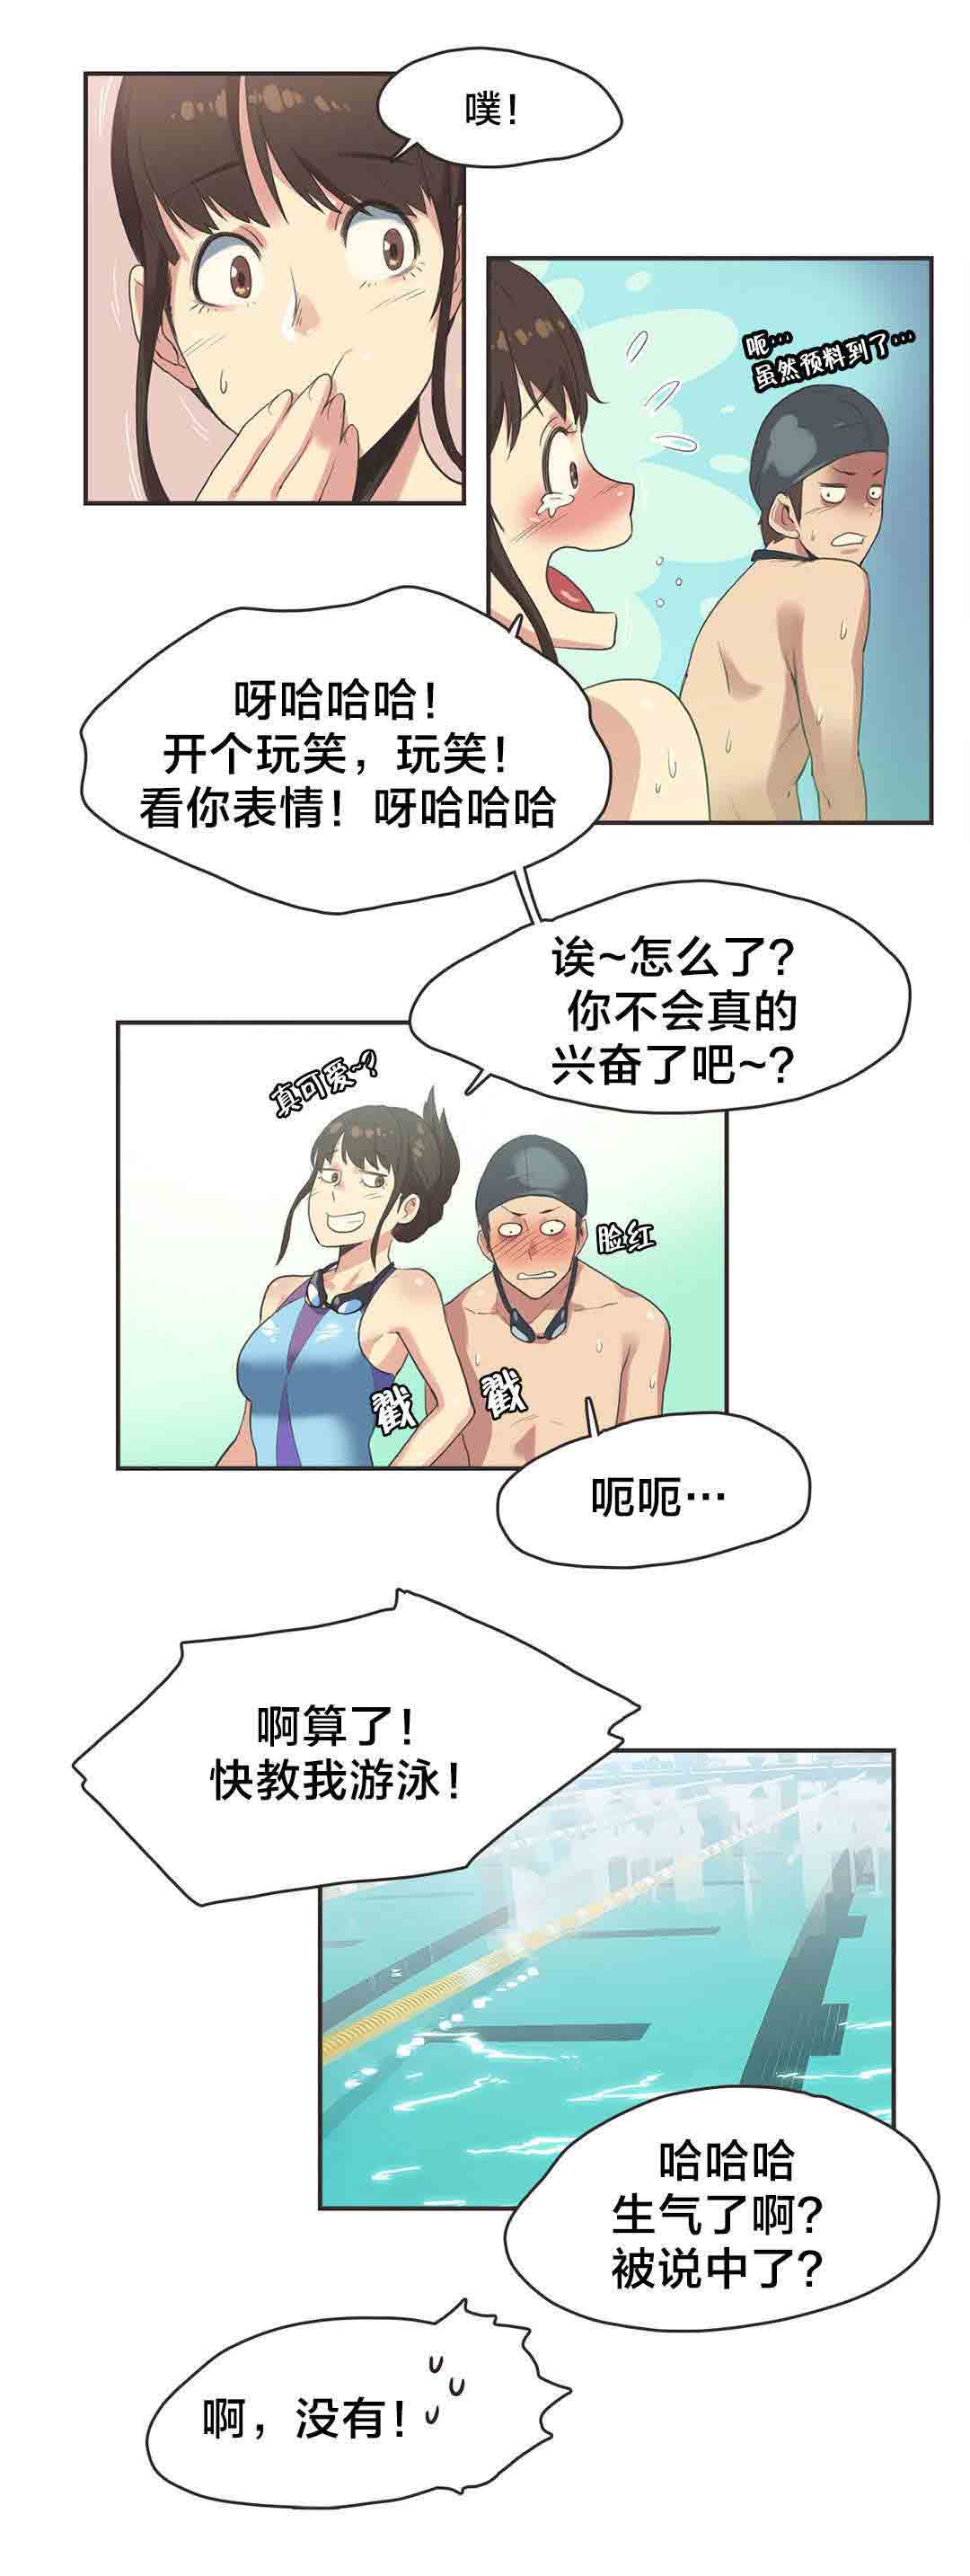 噗！
呃…
虽然预料到了…
呀哈哈哈！
开个玩笑，玩笑！
看你表情！呀哈哈哈
诶~怎么了？
你不会真的
兴奋了吧~？
真可爱~？
脸红
戳
戳
呃呃…
啊算了！
快教我游泳！
哈哈哈
生气了啊？
被说中了？
啊，没有！